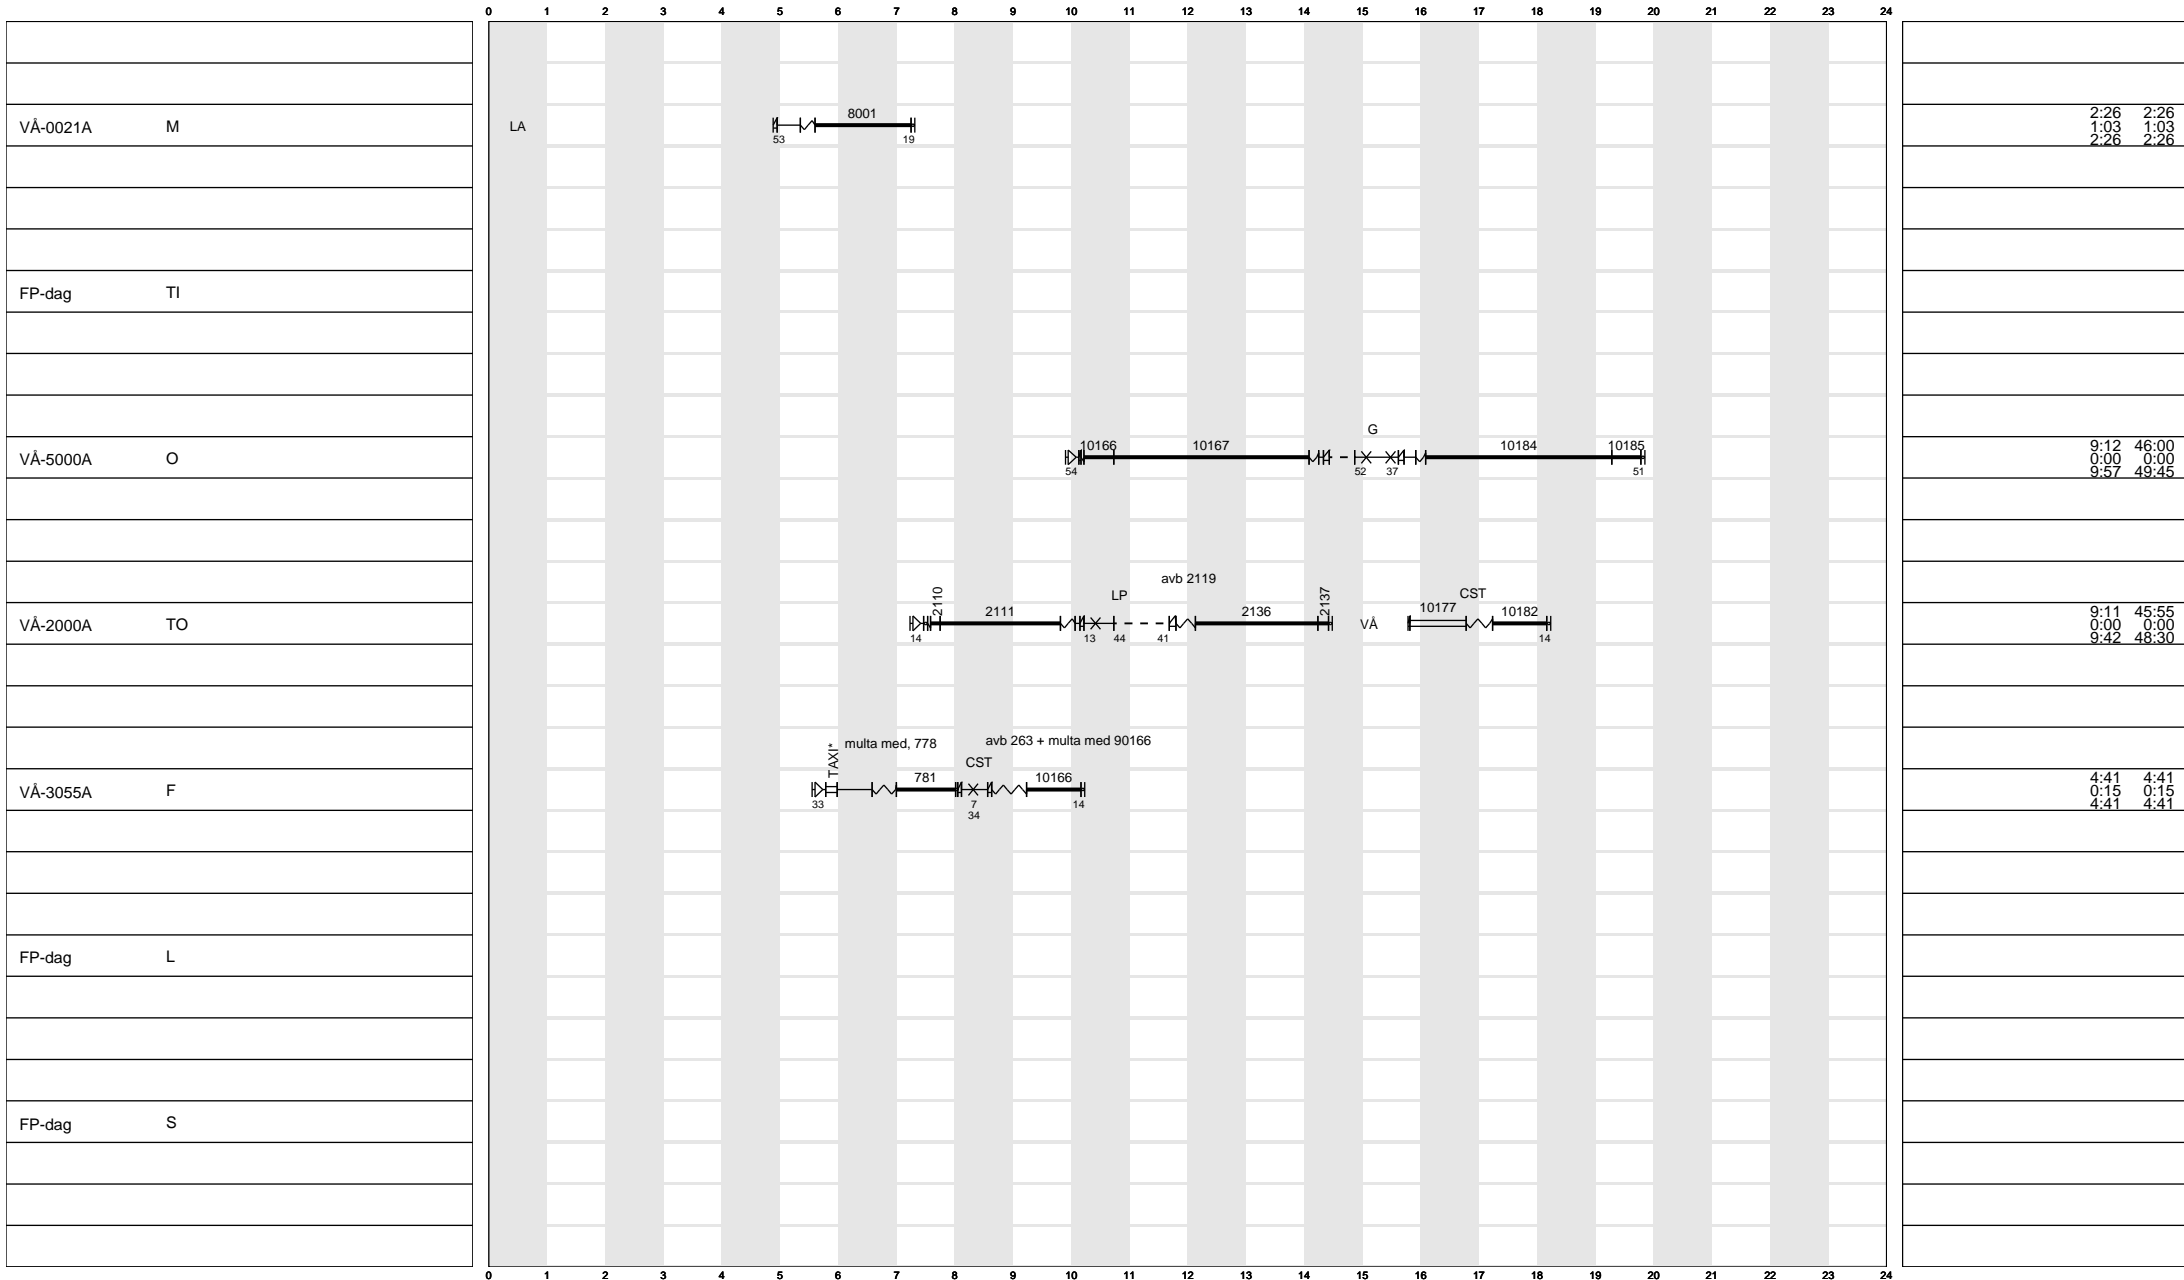 0 1 2 3 4 5 6 7 8 9 10 11 12 13 14 15 16 17 18 19 20 21 22 23 24
8001
VÅ-0021A M LA 2:26 2:26
53 19 1:03 1:03
2:26 2:26
FP-dag TI
G
10166 10167 10184 10185 9:12 46:00
VÅ-5000A O 0:00 0:00
54 52 37 51 9:57 49:45
avb 2119
2110 LP 2137 CST
2111 2136 10177 10182 9:11 45:55
VÅ-2000A TO VÅ 0:00 0:00
14 13 44 41 14 9:42 48:30
TAXI* multa med, 778 avb 263 + multa med 90166
CST
781 10166 4:41 4:41
VÅ-3055A F 0:15 0:15
33 7 14 4:41 4:41
34
FP-dag L
FP-dag S
0 1 2 3 4 5 6 7 8 9 10 11 12 13 14 15 16 17 18 19 20 21 22 23 24